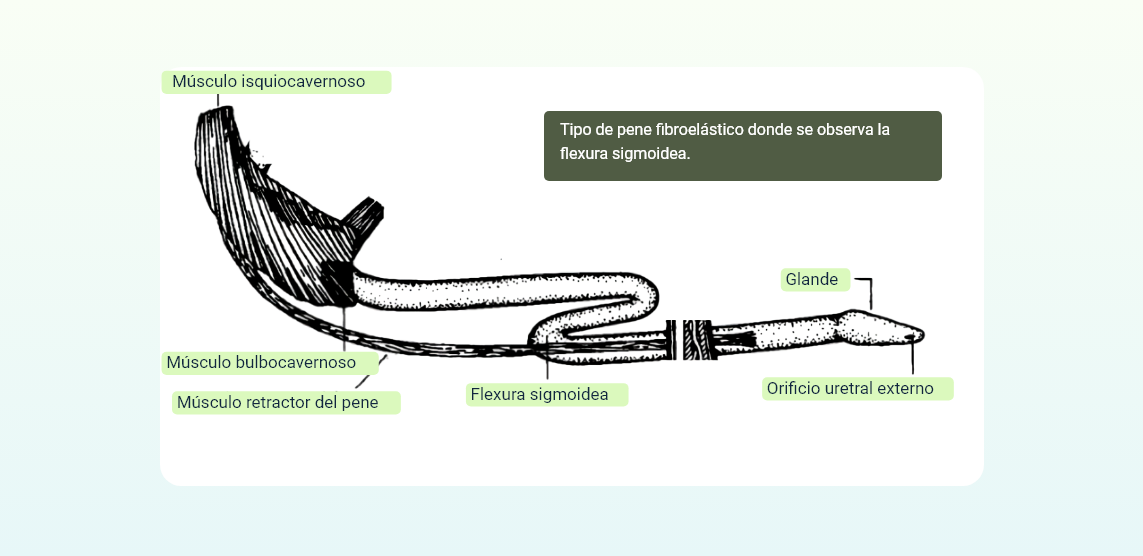 Músculo isquiocavernoso
Tipo de pene fibroelástico donde se observa la
flexura sigmoidea.
Glande
Músculo bulbocavernoso
Músculo retractor del pene
Flexura sigmoidea
Orificio uretral externo